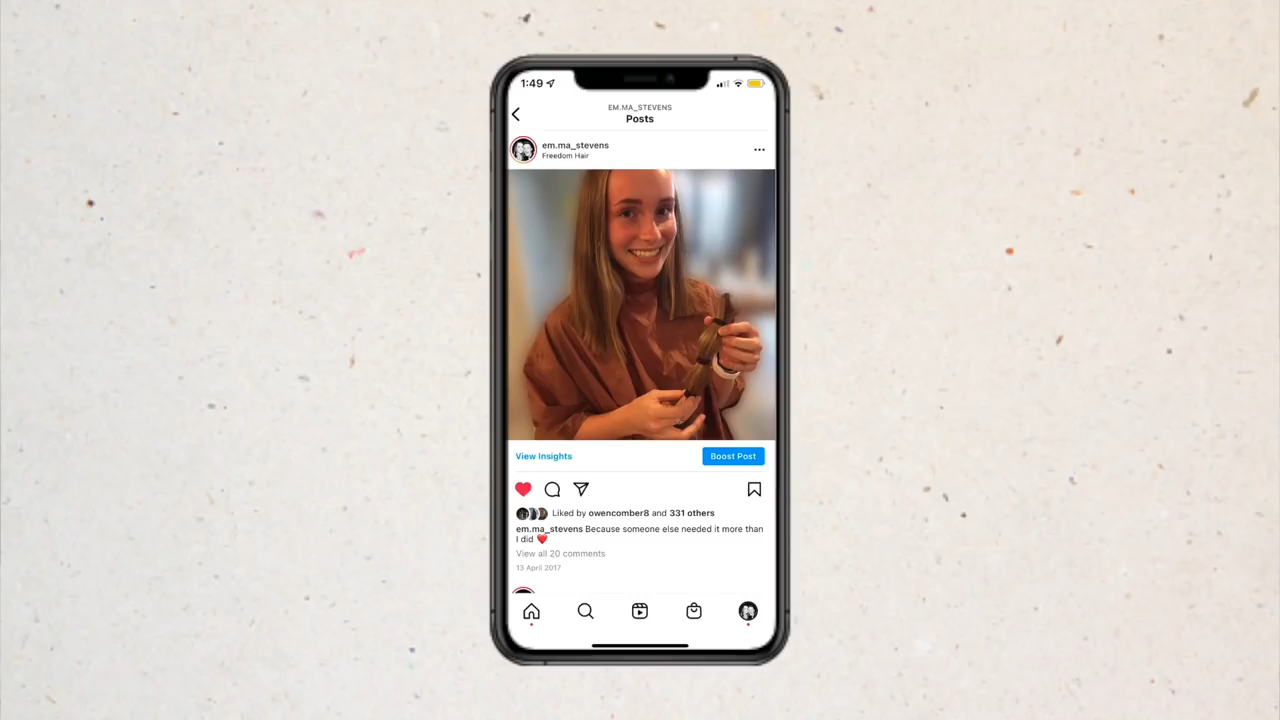 1:49
EM.MA_STEVENS
Posts
em.ma_stevens
Freedom Hair
View Insights
Boost Post
Liked by owencomber8 and 331 others
em.ma_stevens Because someone else needed it more than
I did ❤️
View all 20 comments
13 April 2017